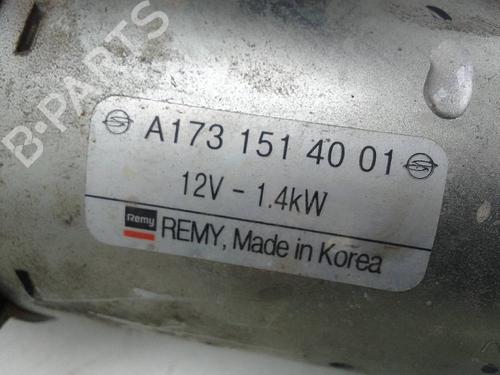 B-PARTS
A173 151 40 01
12V - 1.4kW
Remy REMY, Made in Korea